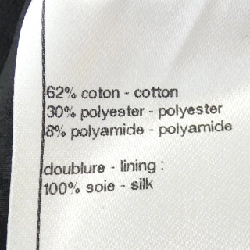 62% coton - cotton
30% polyester - polyester
8% polyamide - polyamide
doublure - lining :
100% soie - silk